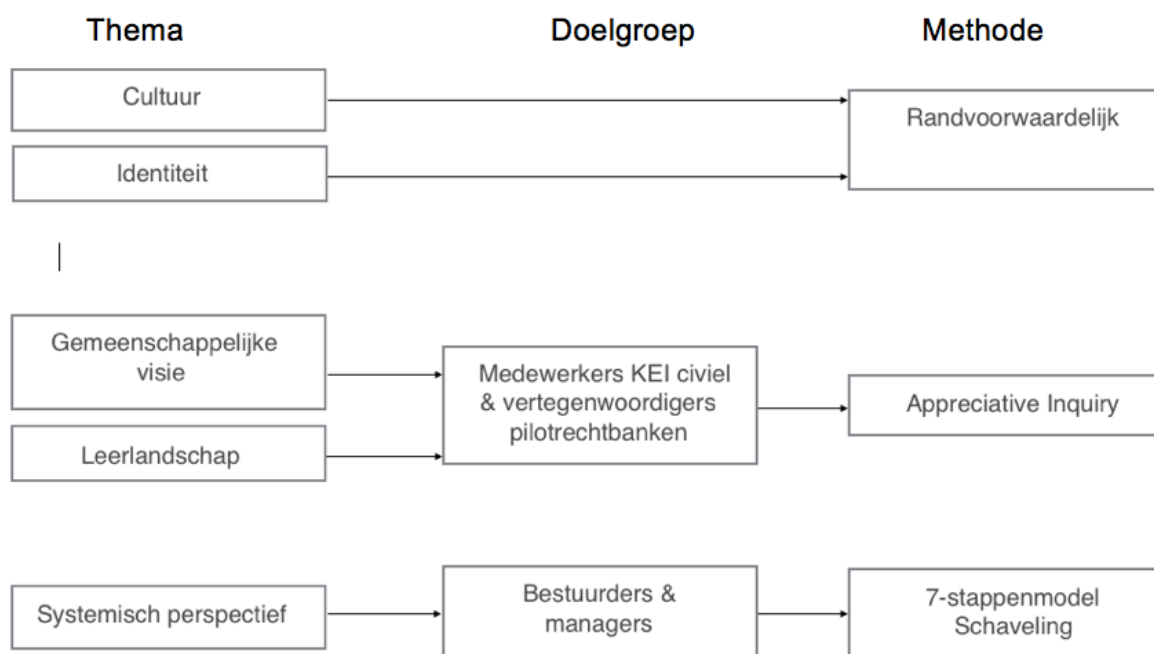 Thema
Doelgroep
Methode
Cultuur
Randvoorwaardelijk
Identiteit
Gemeenschappelijke
visie
Medewerkers KEI civiel
& vertegenwoordigers
pilotrechtbanken
Appreciative Inquiry
Leerlandschap
Systemisch perspectief
Bestuurders &
managers
7-stappenmodel
Schaveling